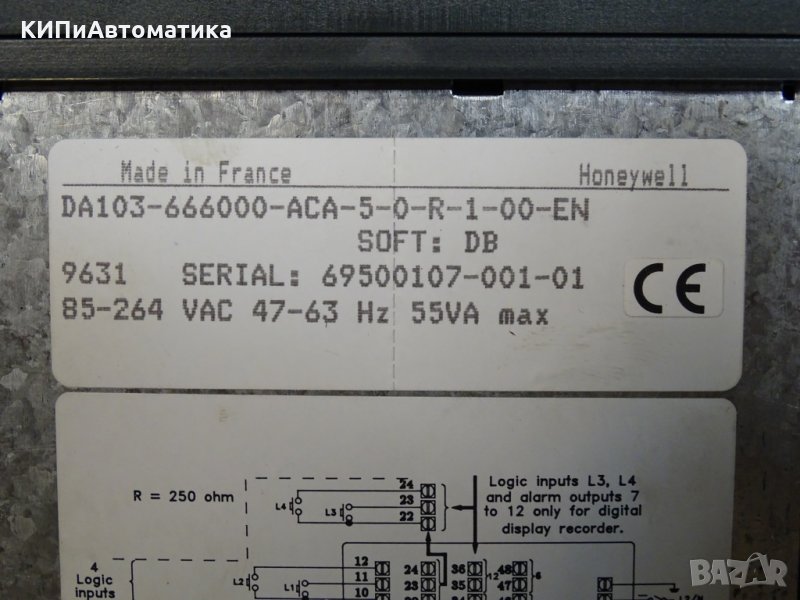 КИПиАвтоматика
Made in France Honeywell
DA103-666000-ACA-5-0-R-1-00-EN
SOFT: DB
9631 SERIAL: 69500107-001-01
85-264 VAC 47-63 Hz 55VA max
CE
R = 250 ohm
24
23
22
L4
L3
Logic inputs L3, L4
and alarm outputs 7
to 12 only for digital
display recorder.
4
Logic
inputs
L2
L1
12
11
10
24
23
36
35
12
48
47
6
BAZAR